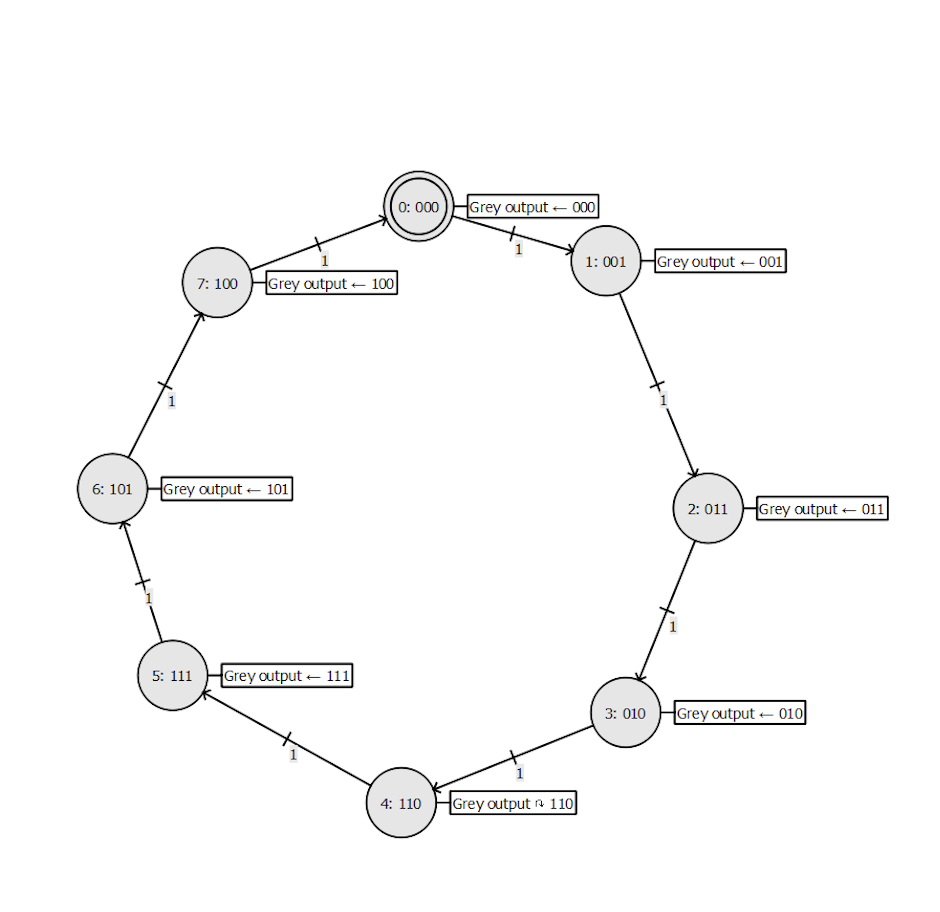 0: 000
Grey output ← 000
1
1: 001
Grey output ← 001
1
7: 100
Grey output ← 100
1
1
6: 101
Grey output ← 101
2: 011
Grey output ← 011
1
1
5: 111
Grey output ← 111
3: 010
Grey output ← 010
1
1
4: 110
Grey output ↷ 110